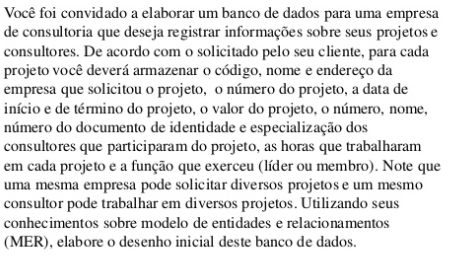 Você foi convidado a elaborar um banco de dados para uma empresa
de consultoria que deseja registrar informações sobre seus projetos e
consultores. De acordo com o solicitado pelo seu cliente, para cada
projeto você deverá armazenar o código, nome e endereço da
empresa que solicitou o projeto, o número do projeto, a data de
início e de término do projeto, o valor do projeto, o número, nome,
número do documento de identidade e especialização dos
consultores que participaram do projeto, as horas que trabalharam
em cada projeto e a função que exerceu (líder ou membro). Note que
uma mesma empresa pode solicitar diversos projetos e um mesmo
consultor pode trabalhar em diversos projetos. Utilizando seus
conhecimentos sobre modelo de entidades e relacionamentos
(MER), elabore o desenho inicial deste banco de dados.